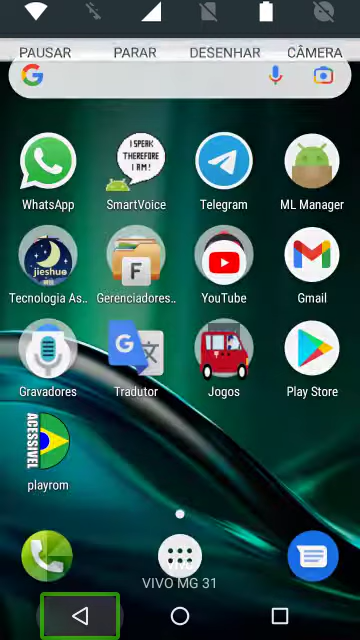 PAUSAR PARAR DESENHAR CÂMERA
G
I SPEAK
THEREFORE
I AM!
WhatsApp SmartVoice Telegram ML Manager
jieshuo
F
Tecnologia As.. Gerenciadores.. YouTube Gmail
G
Gravadores Tradutor Jogos Play Store
ACESSIVEL
playrom
VIVO MG 31